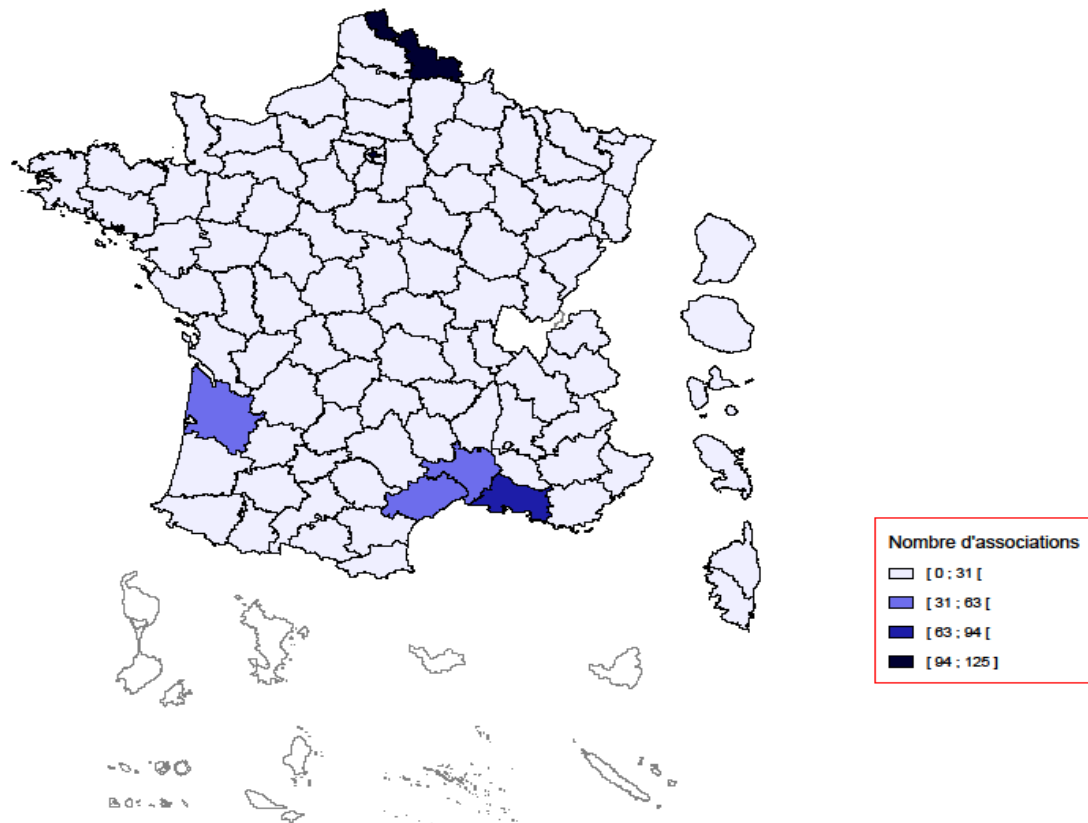 Nombre d'associations
[ 0 ; 31 [
[ 31 ; 63 [
[ 63 ; 94 [
[ 94 ; 125 ]